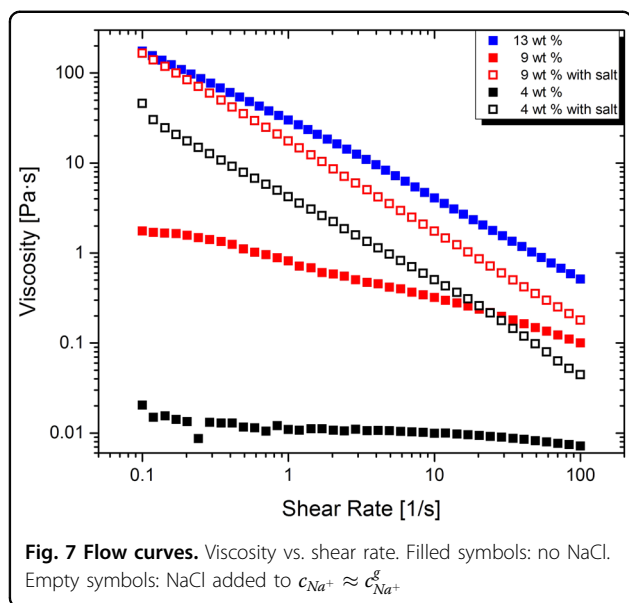 13 wt %
9 wt %
9 wt % with salt
4 wt %
4 wt % with salt
Viscosity [Pa·s]
100
10
1
0.1
0.01
0.1
1
10
100
Shear Rate [1/s]
Fig. 7 Flow curves. Viscosity vs. shear rate. Filled symbols: no NaCl.
Empty symbols: NaCl added to $c_{Na^+} \approx c^g_{Na^+}$